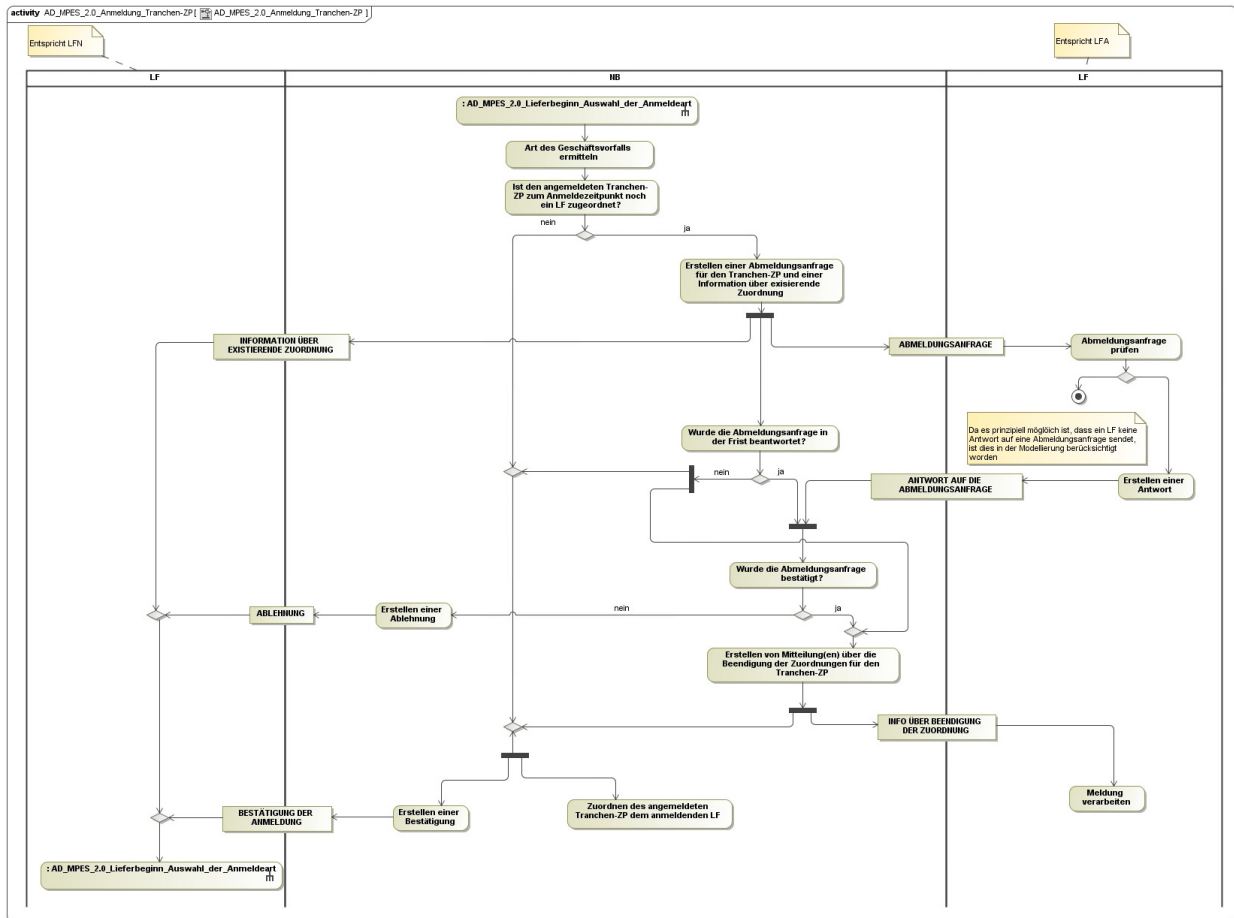 activity AD_MPES_2.0_Anmeldung_Tranchen-ZP [ AD_MPES_2.0_Anmeldung_Tranchen-ZP ]
Entspricht LFN
Entspricht LFA
LF
NB
LF
: AD_MPES_2.0_Lieferbeginn_Auswahl_der_Anmeldeart
Art des Geschäftsvorfalls
ermitteln
Ist den angemeldeten Tranchen-
ZP zum Anmeldezeitpunkt noch
ein LF zugeordnet?
nein
ja
Erstellen einer Abmeldungsanfrage
für den Tranchen-ZP und einer
Information über exisierende
Zuordnung
INFORMATION ÜBER
EXISTIERENDE ZUORDNUNG
ABMELDUNGSANFRAGE
Abmeldungsanfrage
prüfen
Da es prinzipiell möglöich ist, dass ein LF keine
Antwort auf eine Abmeldungsanfrage sendet,
ist dies in der Modellierung berücksichtigt
worden
Wurde die Abmeldungsanfrage in
der Frist beantwortet?
nein
ja
ANTWORT AUF DIE
ABMELDUNGSANFRAGE
Erstellen einer
Antwort
Wurde die Abmeldungsanfrage
bestätigt?
nein
ja
ABLEHNUNG
Erstellen einer
Ablehnung
Erstellen von Mitteilung(en) über die
Beendigung der Zuordnungen für den
Tranchen-ZP
INFO ÜBER BEENDIGUNG
DER ZUORDNUNG
Meldung
verarbeiten
BESTÄTIGUNG DER
ANMELDUNG
Erstellen einer
Bestätigung
Zuordnen des angemeldeten
Tranchen-ZP dem anmeldenden LF
: AD_MPES_2.0_Lieferbeginn_Auswahl_der_Anmeldeart